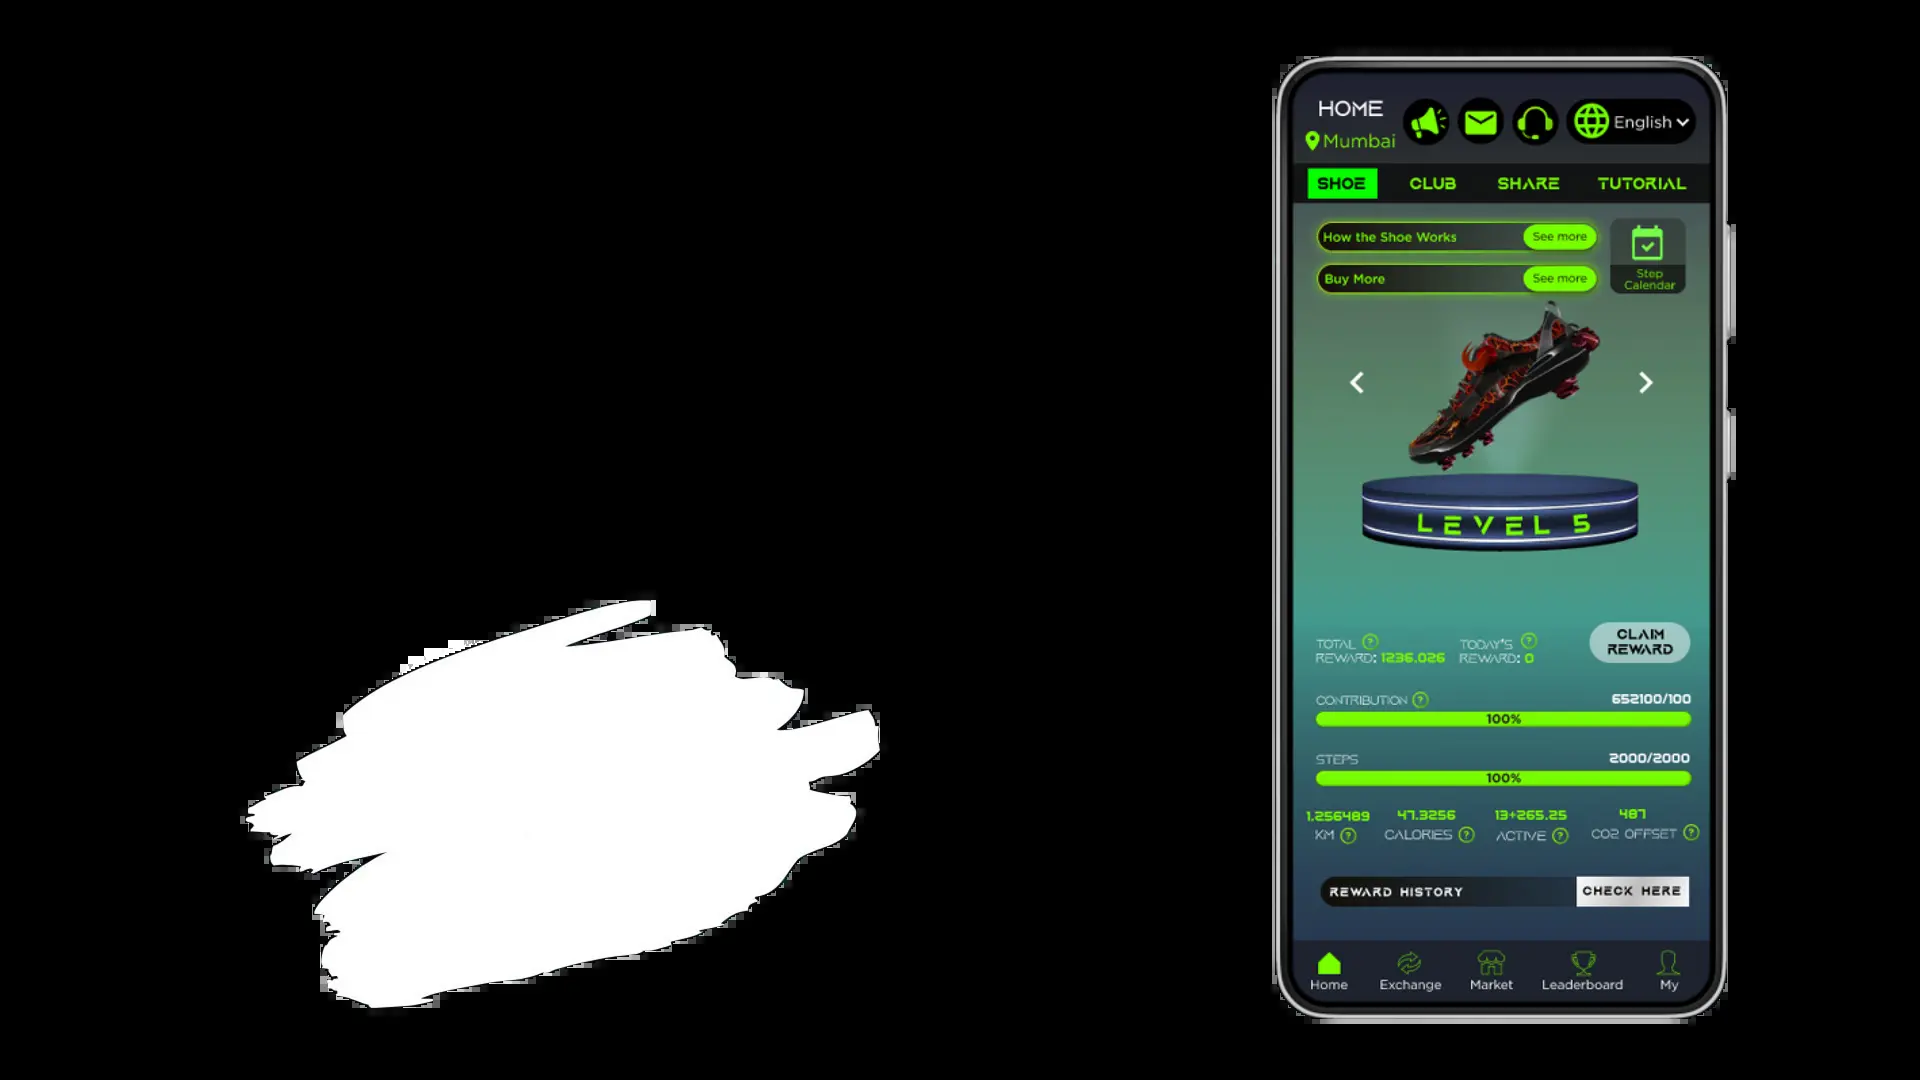 HOME
Mumbai
English
SHOE CLUB SHARE TUTORIAL
How the Shoe Works See more
Buy More See more
Step
Calendar
LEVEL 5
TOTAL
REWARD: 1236.026
TODAY'S
REWARD: 0
CLAIM
REWARD
CONTRIBUTION 652100/100
100%
STEPS 2000/2000
100%
1.256489 47.3256 13+265.25 487
KM CALORIES ACTIVE CO2 OFFSET
REWARD HISTORY CHECK HERE
Home Exchange Market Leaderboard My